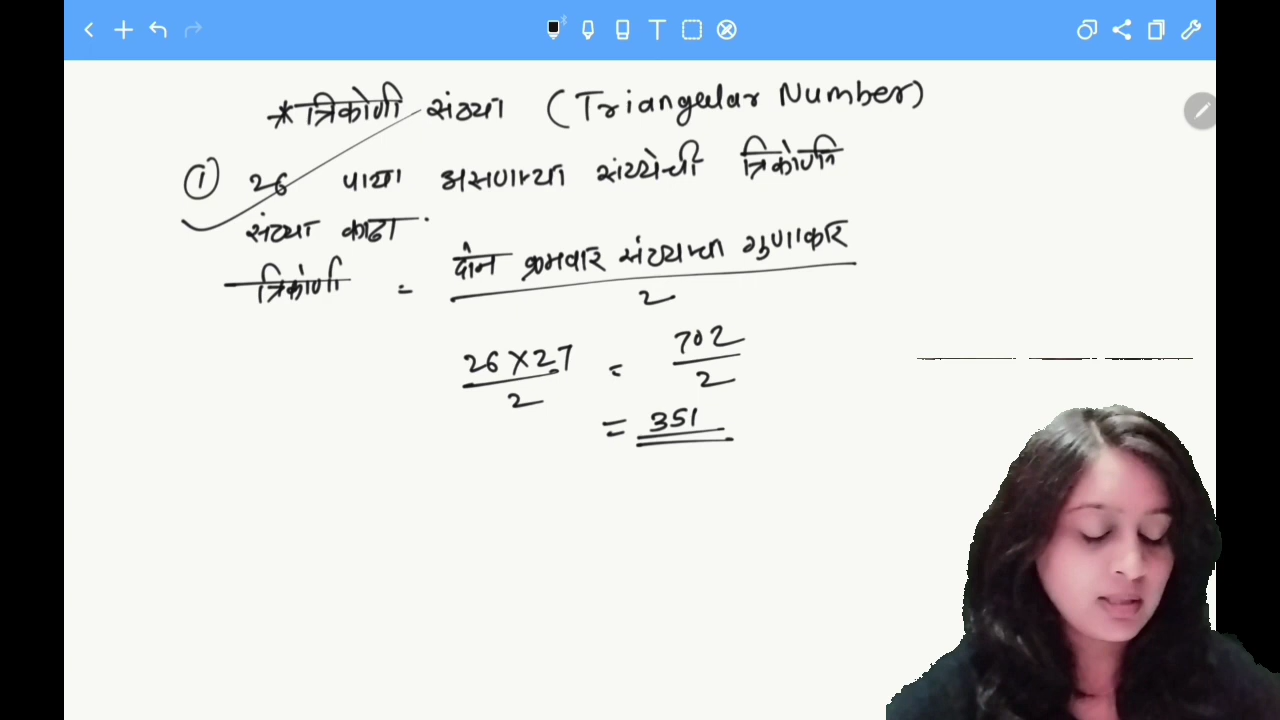 * त्रिकोणी संख्या (Triangular Number)
① 26 पाया असणाऱ्या संख्येची त्रिकोणी
संख्या काढा.
त्रिकोणी = दोन क्रमवार संख्यांचा गुणाकार
2
26 × 27 = 702
2 2
= 351